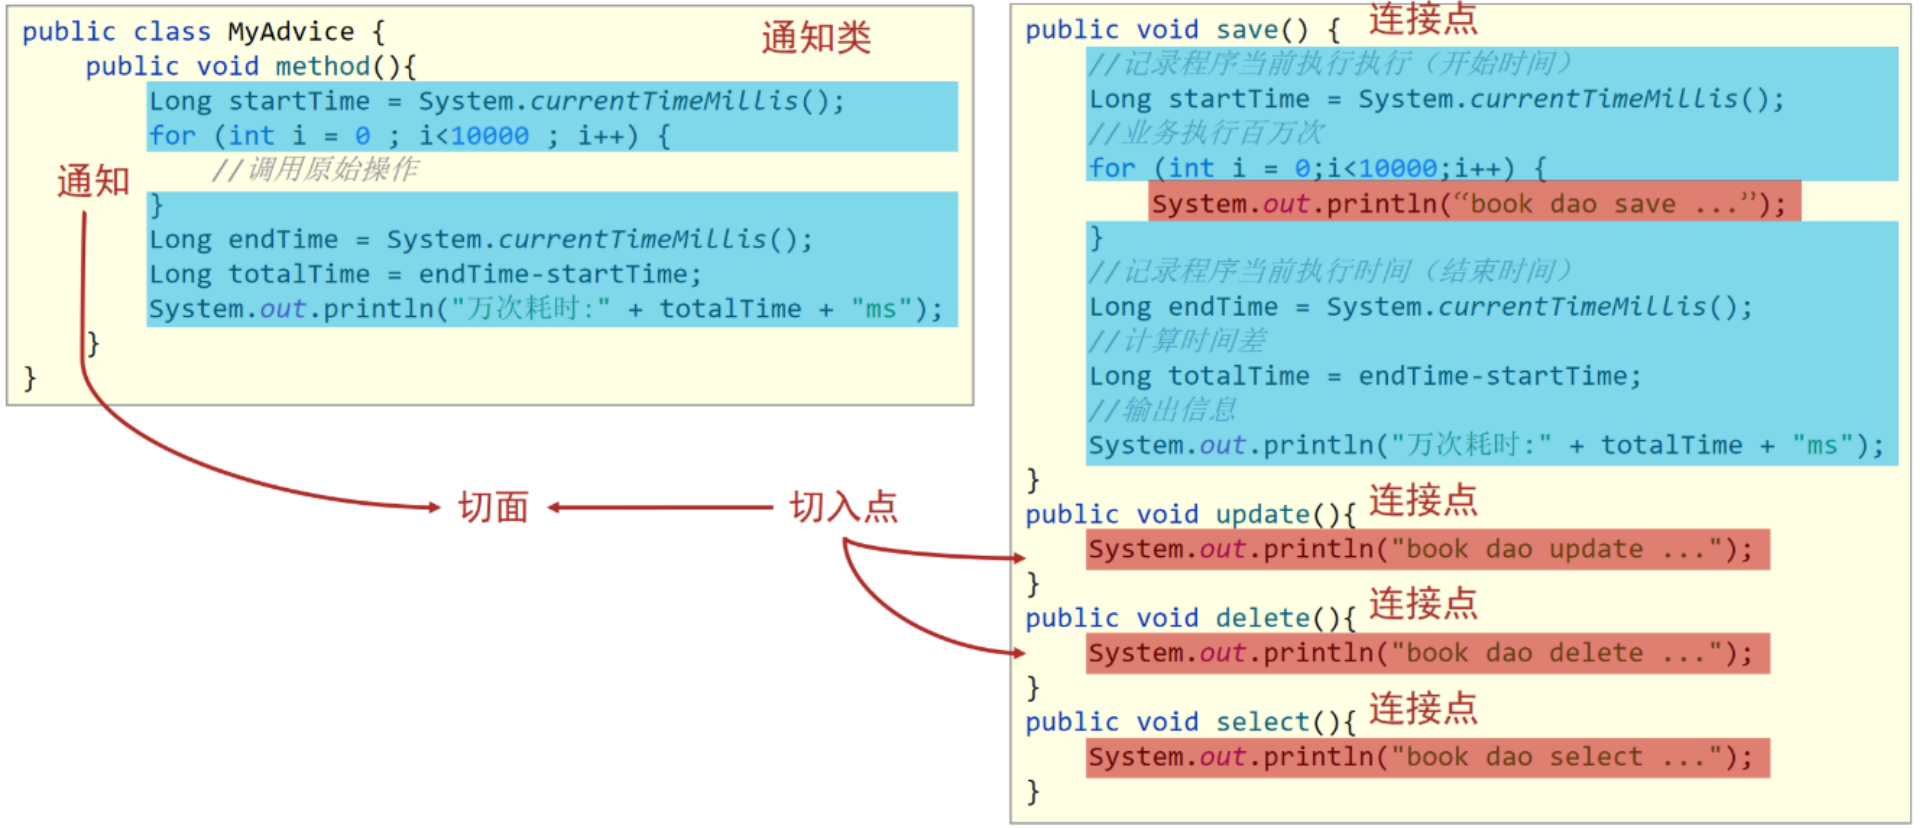 public class MyAdvice {
通知类
public void method(){
Long startTime = System.currentTimeMillis();
for (int i = 0 ; i<10000 ; i++) {
//调用原始操作
通知
}
Long endTime = System.currentTimeMillis();
Long totalTime = endTime-startTime;
System.out.println("万次耗时:" + totalTime + "ms");
}
}
切面
切入点
public void save() {
连接点
//记录程序当前执行执行（开始时间）
Long startTime = System.currentTimeMillis();
//业务执行百万次
for (int i = 0;i<10000;i++) {
System.out.println(“book dao save ...”);
}
//记录程序当前执行时间（结束时间）
Long endTime = System.currentTimeMillis();
//计算时间差
Long totalTime = endTime-startTime;
//输出信息
System.out.println("万次耗时:" + totalTime + "ms");
}
public void update(){
连接点
System.out.println("book dao update ...");
}
public void delete(){
连接点
System.out.println("book dao delete ...");
}
public void select(){
连接点
System.out.println("book dao select ...");
}